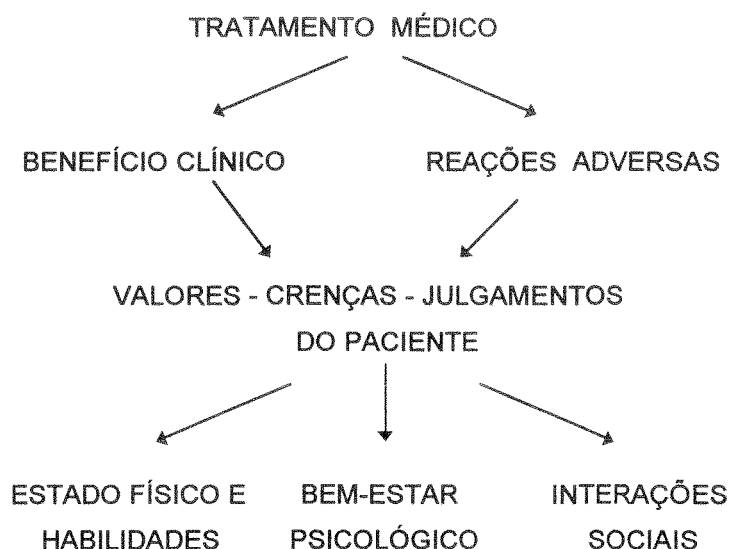 TRATAMENTO MÉDICO
BENEFÍCIO CLÍNICO
REAÇÕES ADVERSAS
VALORES - CRENÇAS - JULGAMENTOS
DO PACIENTE
ESTADO FÍSICO E
HABILIDADES
BEM-ESTAR
PSICOLÓGICO
INTERAÇÕES
SOCIAIS